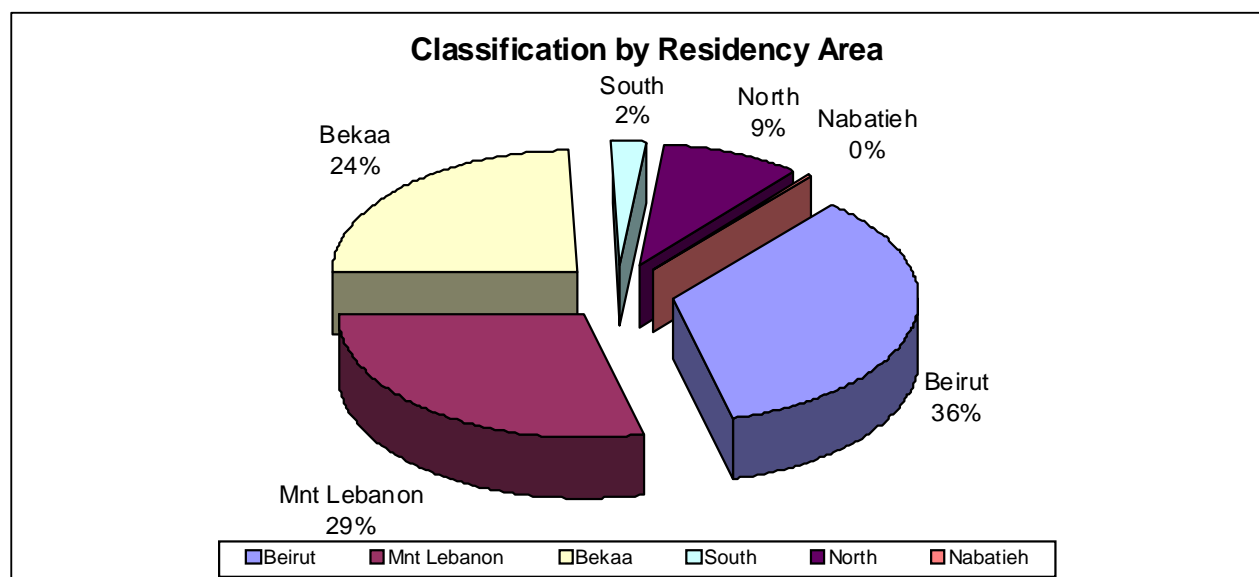 Classification by Residency Area
South
2%
North
9%
Nabatieh
0%
Bekaa
24%
Beirut
36%
Mnt Lebanon
29%
Beirut Mnt Lebanon Bekaa South North Nabatieh